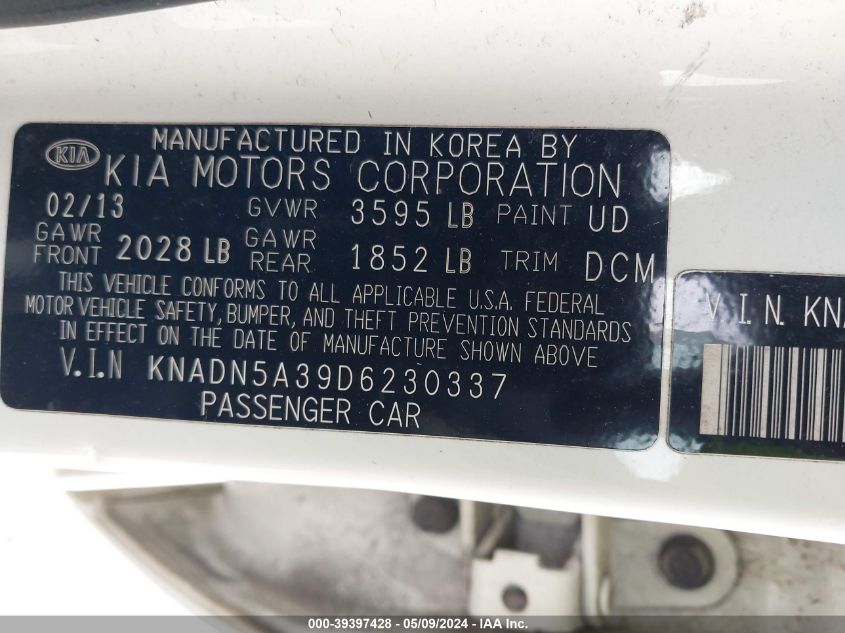 KIA
MANUFACTURED IN KOREA BY
KIA MOTORS CORPORATION
02/13 GVWR 3595 LB PAINT UD
GAWR FRONT 2028 LB GAWR REAR 1852 LB TRIM DCM
THIS VEHICLE CONFORMS TO ALL APPLICABLE U.S.A. FEDERAL
MOTOR VEHICLE SAFETY, BUMPER, AND THEFT PREVENTION STANDARDS
IN EFFECT ON THE DATE OF MANUFACTURE SHOWN ABOVE
V.I.N KNADN5A39D6230337
PASSENGER CAR
V.I.N. KNA
000-39397428 - 05/09/2024 - IAA Inc.